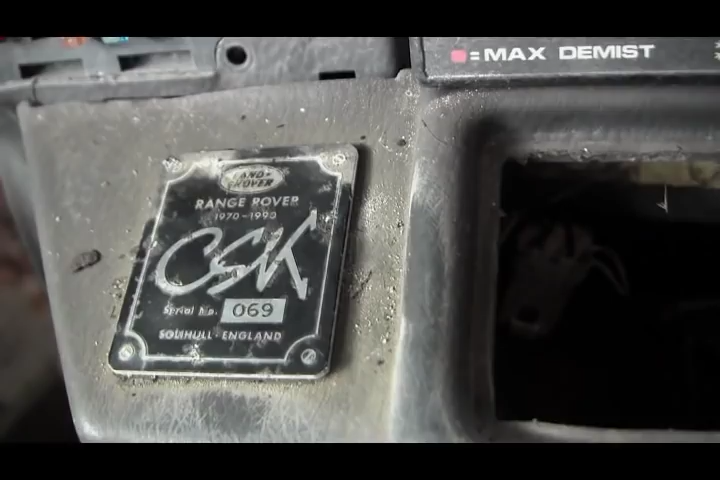 = MAX DEMIST
LAND-
ROVER
RANGE ROVER
1970-1990
CSK
Serial No. 069
SOLIHULL · ENGLAND